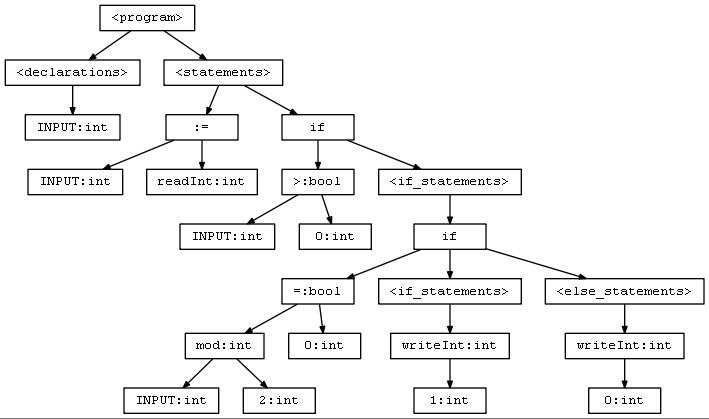 <program>
<declarations> <statements>
INPUT:int := if
INPUT:int readInt:int >:bool <if_statements>
INPUT:int 0:int if
=:bool <if_statements> <else_statements>
mod:int 0:int writeInt:int writeInt:int
INPUT:int 2:int 1:int 0:int